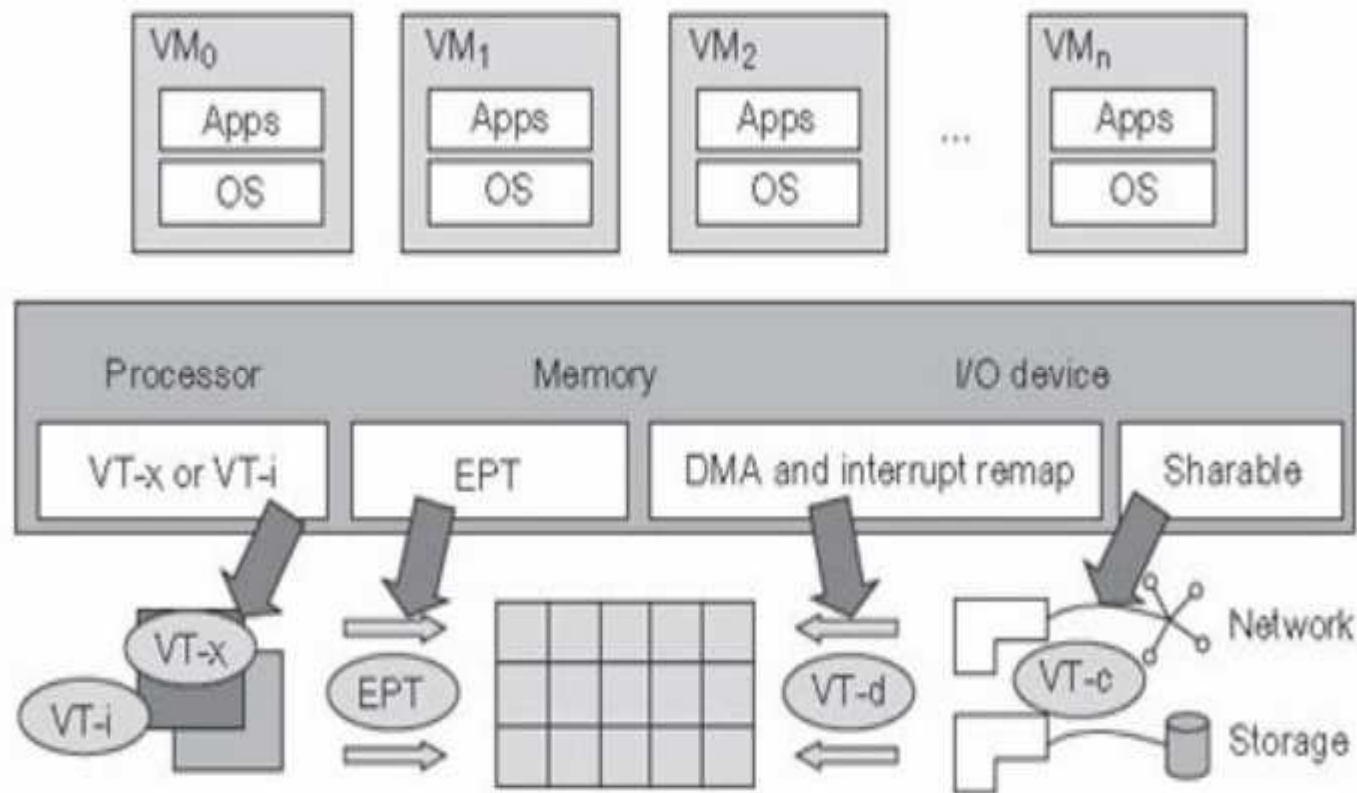 VM0 VM1 VM2 VMn
Apps Apps Apps ... Apps
OS OS OS OS
Processor Memory I/O device
VT-x or VT-i EPT DMA and interrupt remap Sharable
VT-x
VT-i
EPT
VT-d
VT-c
Network
Storage